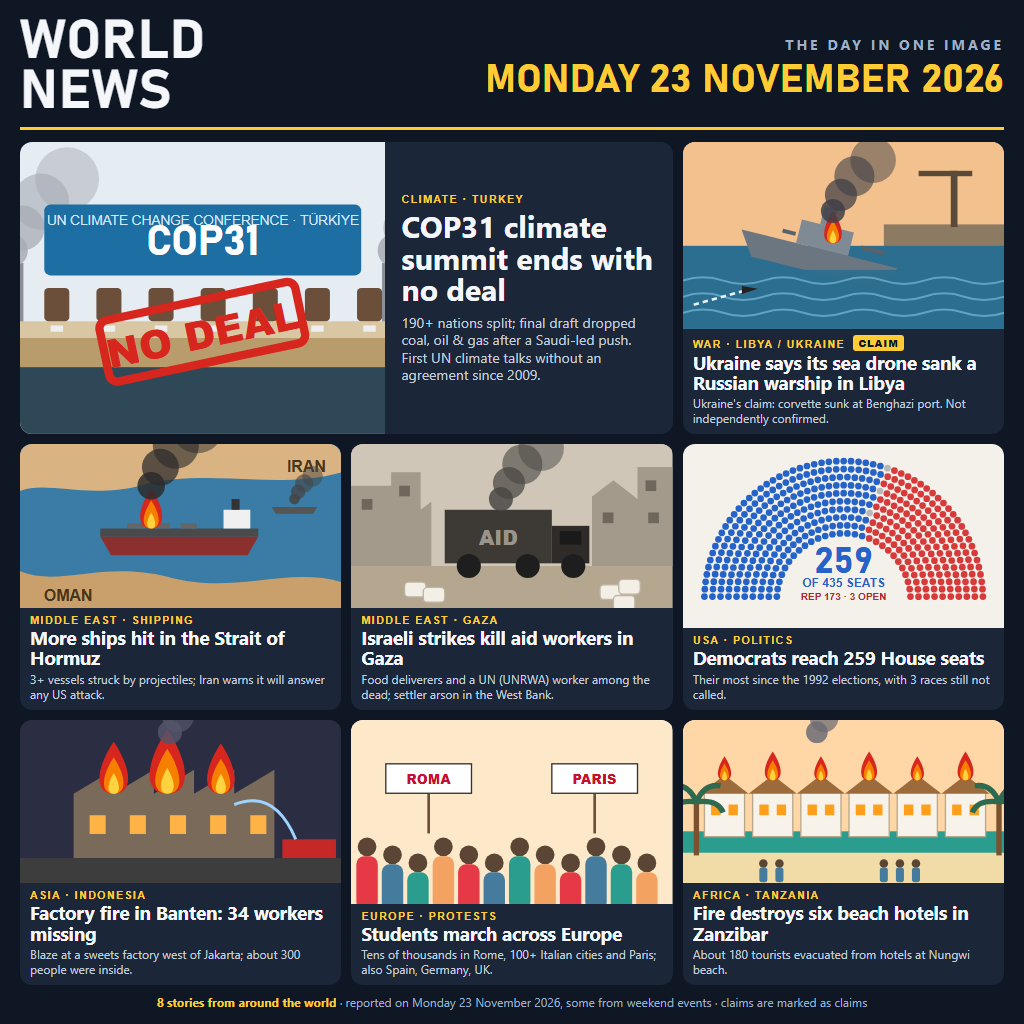 WORLD
NEWS
THE DAY IN ONE IMAGE
MONDAY 23 NOVEMBER 2026
UN CLIMATE CHANGE CONFERENCE · TÜRKİYE
COP31
NO DEAL
CLIMATE · TURKEY
COP31 climate
summit ends with
no deal
190+ nations split; final draft dropped
coal, oil & gas after a Saudi-led push.
First UN climate talks without an
agreement since 2009.
WAR · LIBYA / UKRAINE CLAIM
Ukraine says its sea drone sank a
Russian warship in Libya
Ukraine's claim: corvette sunk at Benghazi port. Not
independently confirmed.
IRAN
OMAN
MIDDLE EAST · SHIPPING
More ships hit in the Strait of
Hormuz
3+ vessels struck by projectiles; Iran warns it will answer
any US attack.
AID
MIDDLE EAST · GAZA
Israeli strikes kill aid workers in
Gaza
Food deliverers and a UN (UNRWA) worker among the
dead; settler arson in the West Bank.
259
OF 435 SEATS
REP 173 · 3 OPEN
USA · POLITICS
Democrats reach 259 House seats
Their most since the 1992 elections, with 3 races still not
called.
ASIA · INDONESIA
Factory fire in Banten: 34 workers
missing
Blaze at a sweets factory west of Jakarta; about 300
people were inside.
ROMA
PARIS
EUROPE · PROTESTS
Students march across Europe
Tens of thousands in Rome, 100+ Italian cities and Paris;
also Spain, Germany, UK.
AFRICA · TANZANIA
Fire destroys six beach hotels in
Zanzibar
About 180 tourists evacuated from hotels at Nungwi
beach.
8 stories from around the world · reported on Monday 23 November 2026, some from weekend events · claims are marked as claims